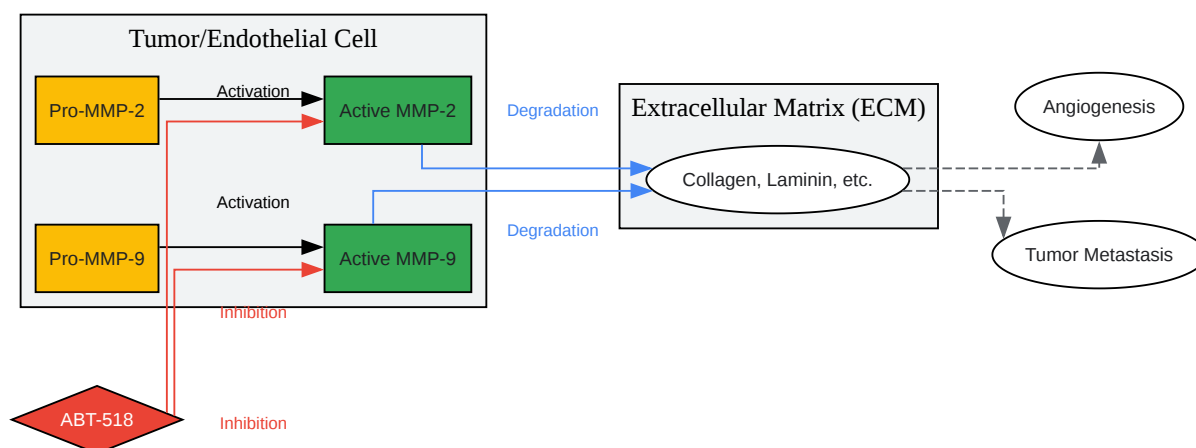 Tumor/Endothelial Cell
Pro-MMP-2
Activation
Active MMP-2
Degradation
Extracellular Matrix (ECM)
Collagen, Laminin, etc.
Angiogenesis
Pro-MMP-9
Activation
Active MMP-9
Degradation
Tumor Metastasis
Inhibition
ABT-518
Inhibition